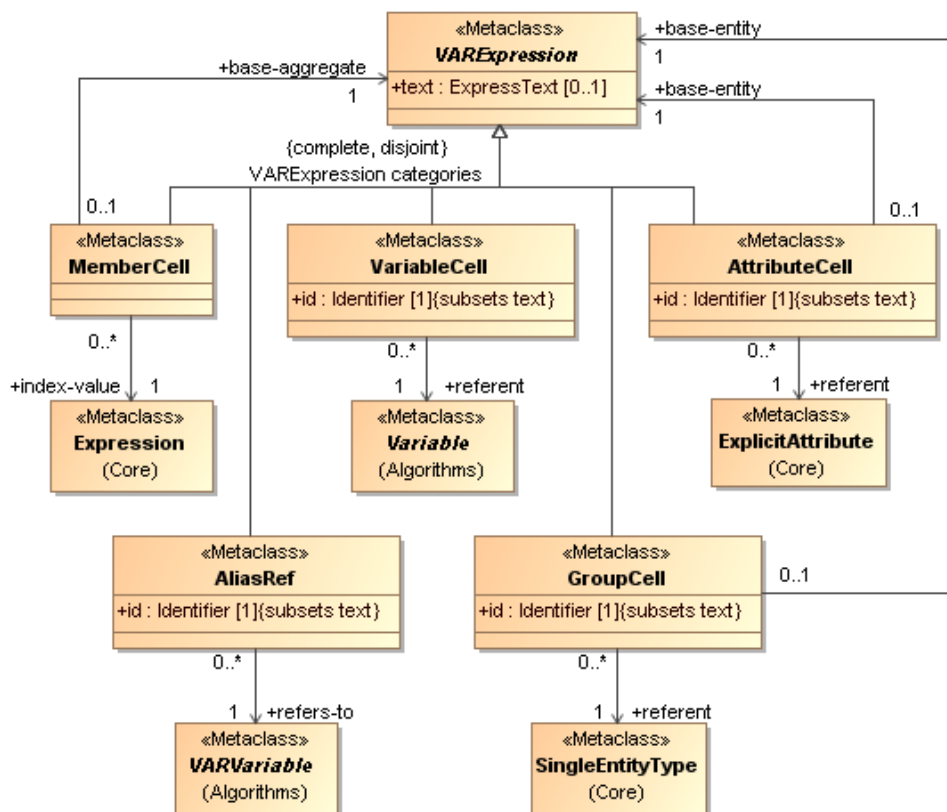 «Metaclass»
VARExpression
+text : ExpressText [0..1]
+base-entity
1
+base-aggregate
1
+base-entity
1
{complete, disjoint}
VARExpression categories
0..1
0..1
«Metaclass»
MemberCell
«Metaclass»
VariableCell
+id : Identifier [1]{subsets text}
«Metaclass»
AttributeCell
+id : Identifier [1]{subsets text}
0..*
0..*
0..*
+index-value
1
1
+referent
1
+referent
«Metaclass»
Expression
(Core)
«Metaclass»
Variable
(Algorithms)
«Metaclass»
ExplicitAttribute
(Core)
«Metaclass»
AliasRef
+id : Identifier [1]{subsets text}
«Metaclass»
GroupCell
+id : Identifier [1]{subsets text}
0..1
0..*
0..*
1
+refers-to
1
+referent
«Metaclass»
VARVariable
(Algorithms)
«Metaclass»
SingleEntityType
(Core)